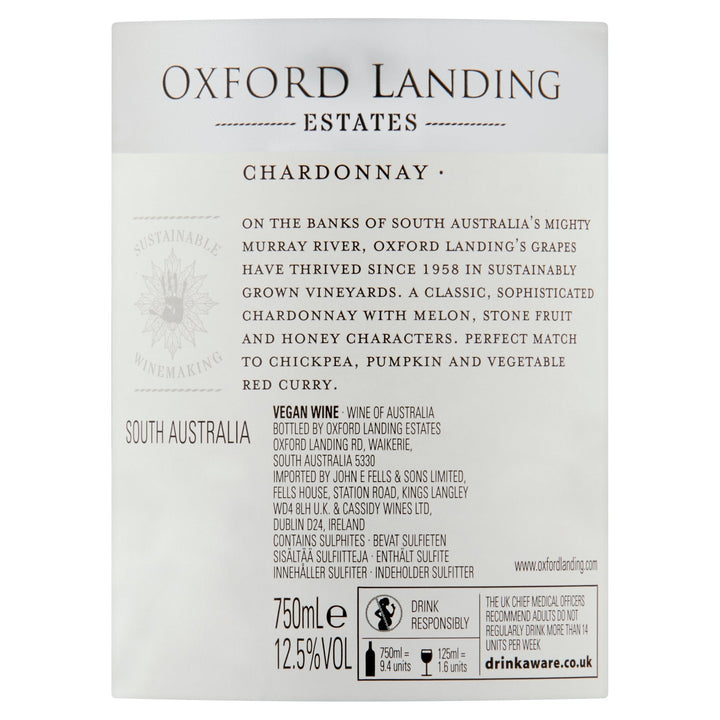 OXFORD LANDING
ESTATES
CHARDONNAY ·
SUSTAINABLE
WINEMAKING
ON THE BANKS OF SOUTH AUSTRALIA'S MIGHTY
MURRAY RIVER, OXFORD LANDING'S GRAPES
HAVE THRIVED SINCE 1958 IN SUSTAINABLY
GROWN VINEYARDS. A CLASSIC, SOPHISTICATED
CHARDONNAY WITH MELON, STONE FRUIT
AND HONEY CHARACTERS. PERFECT MATCH
TO CHICKPEA, PUMPKIN AND VEGETABLE
RED CURRY.
SOUTH AUSTRALIA
VEGAN WINE · WINE OF AUSTRALIA
BOTTLED BY OXFORD LANDING ESTATES
OXFORD LANDING RD, WAIKERIE,
SOUTH AUSTRALIA 5330
IMPORTED BY JOHN E FELLS & SONS LIMITED,
FELLS HOUSE, STATION ROAD, KINGS LANGLEY
WD4 8LH U.K. & CASSIDY WINES LTD,
DUBLIN D24, IRELAND
CONTAINS SULPHITES · BEVAT SULFIETEN
SISÄLTÄÄ SULFIITTEJA · ENTHÄLT SULFITE
INNEHÅLLER SULFITER · INDEHOLDER SULFITTER
www.oxfordlanding.com
750mL e
12.5%VOL
DRINK
RESPONSIBLY
750ml =
9.4 units
125ml =
1.6 units
THE UK CHIEF MEDICAL OFFICERS
RECOMMEND ADULTS DO NOT
REGULARLY DRINK MORE THAN 14
UNITS PER WEEK
drinkaware.co.uk